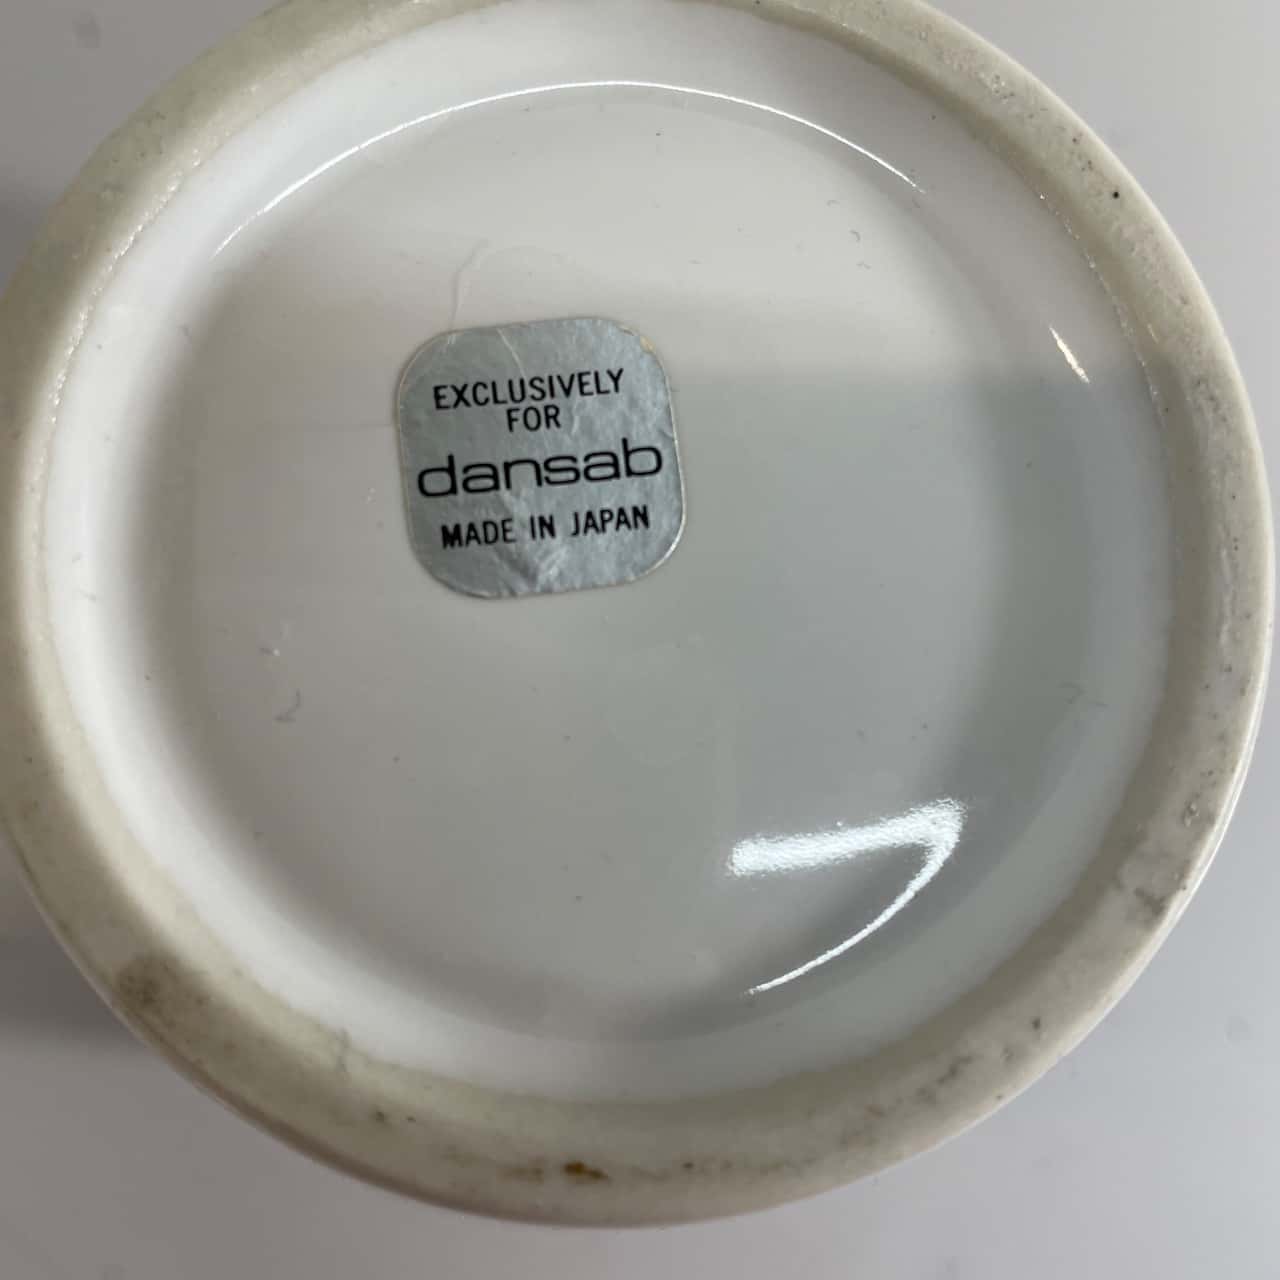 EXCLUSIVELY
FOR
dansab
MADE IN JAPAN